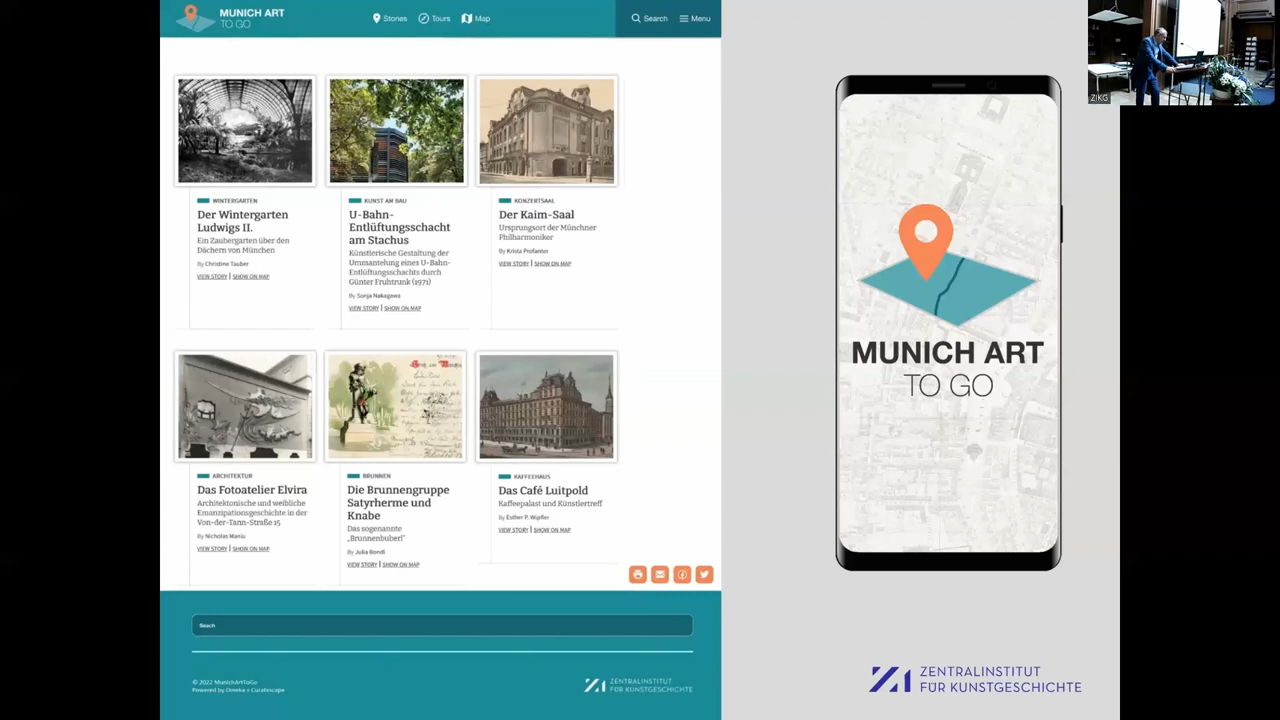 MUNICH ART
TO GO
Stories
Tours
Map
Search
Menu
WINTERGARTEN
Der Wintergarten
Ludwigs II.
Ein Zaubergarten über den
Dächern von München
By Christine Tauber
VIEW STORY | SHOW ON MAP
KUNST AM BAU
U-Bahn-
Entlüftungsschacht
am Stachus
Künstlerische Gestaltung der
Ummantelung eines U-Bahn-
Entlüftungsschachts durch
Günter Fruhtrunk (1971)
By Sonja Nakagawa
VIEW STORY | SHOW ON MAP
KONZERTSAAL
Der Kaim-Saal
Ursprungsort der Münchner
Philharmoniker
By Krista Profanter
VIEW STORY | SHOW ON MAP
ARCHITEKTUR
Das Fotoatelier Elvira
Architektonische und weibliche
Emanzipationsgeschichte in der
Von-der-Tann-Straße 15
By Nicholas Maniu
VIEW STORY | SHOW ON MAP
BRUNNEN
Die Brunnengruppe
Satyrherme und
Knabe
Das sogenannte
„Brunnenbuberl"
By Julia Bondl
VIEW STORY | SHOW ON MAP
KAFFEEHAUS
Das Café Luitpold
Kaffeepalast und Künstlertreff
By Esther P. Wipfler
VIEW STORY | SHOW ON MAP
Seach
© 2022 MunichArtToGo
Powered by Omeka + Curatescape
ZENTRALINSTITUT
FÜR KUNSTGESCHICHTE
MUNICH ART
TO GO
ZENTRALINSTITUT
FÜR KUNSTGESCHICHTE
ZIKG